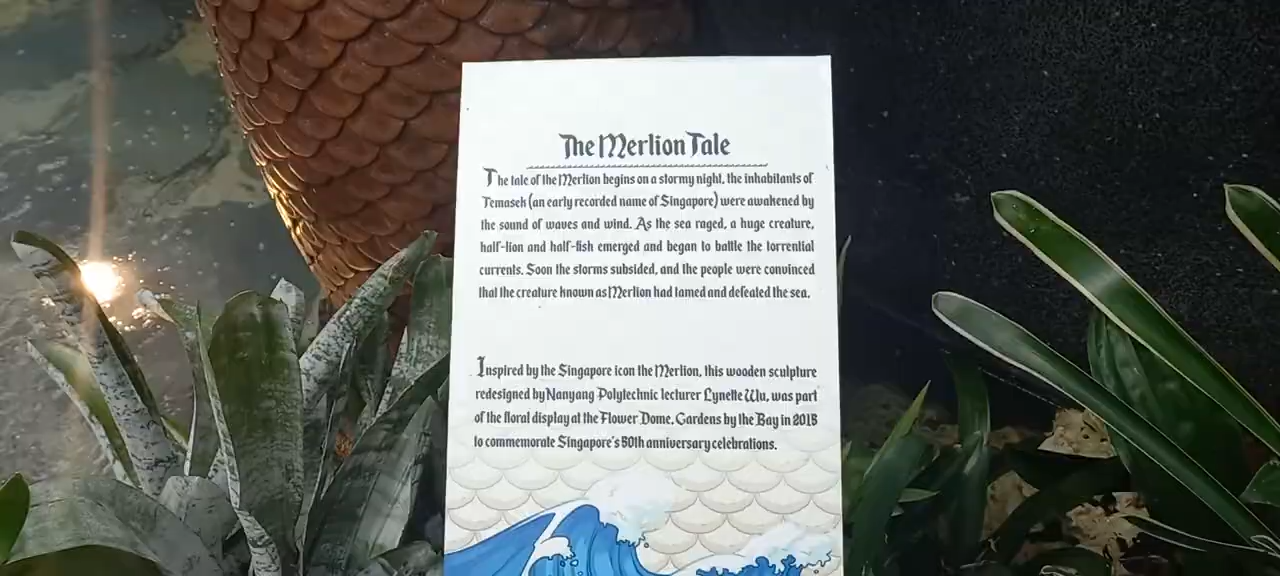 The Merlion Tale
The tale of the Merlion begins on a stormy night, the inhabitants of
Temasek (an early recorded name of Singapore) were awakened by
the sound of waves and wind. As the sea raged, a huge creature,
half-lion and half-fish emerged and began to battle the torrential
currents. Soon the storms subsided, and the people were convinced
that the creature known as Merlion had tamed and defeated the sea.
Inspired by the Singapore icon the Merlion, this wooden sculpture
redesigned by Nanyang Polytechnic lecturer Lynette Wu, was part
of the floral display at the Flower Dome, Gardens by the Bay in 2015
to commemorate Singapore's 50th anniversary celebrations.